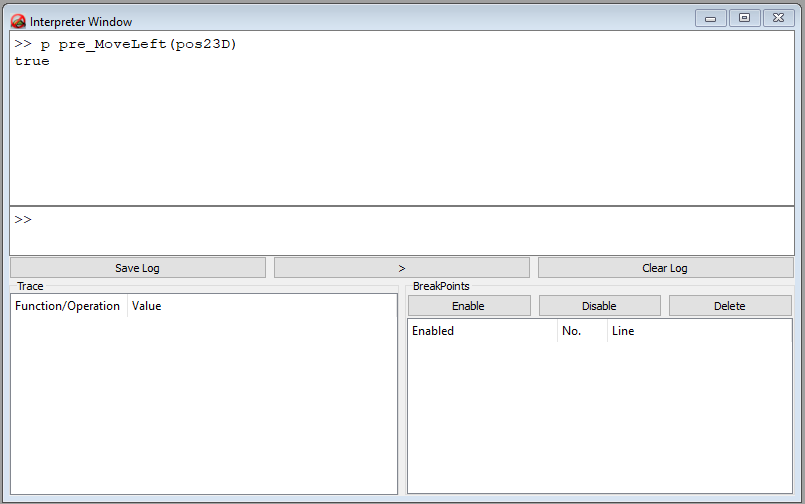 Interpreter Window
>> p pre_MoveLeft(pos23D)
true
>>
Save Log > Clear Log
Trace
Function/Operation Value
BreakPoints
Enable Disable Delete
Enabled No. Line